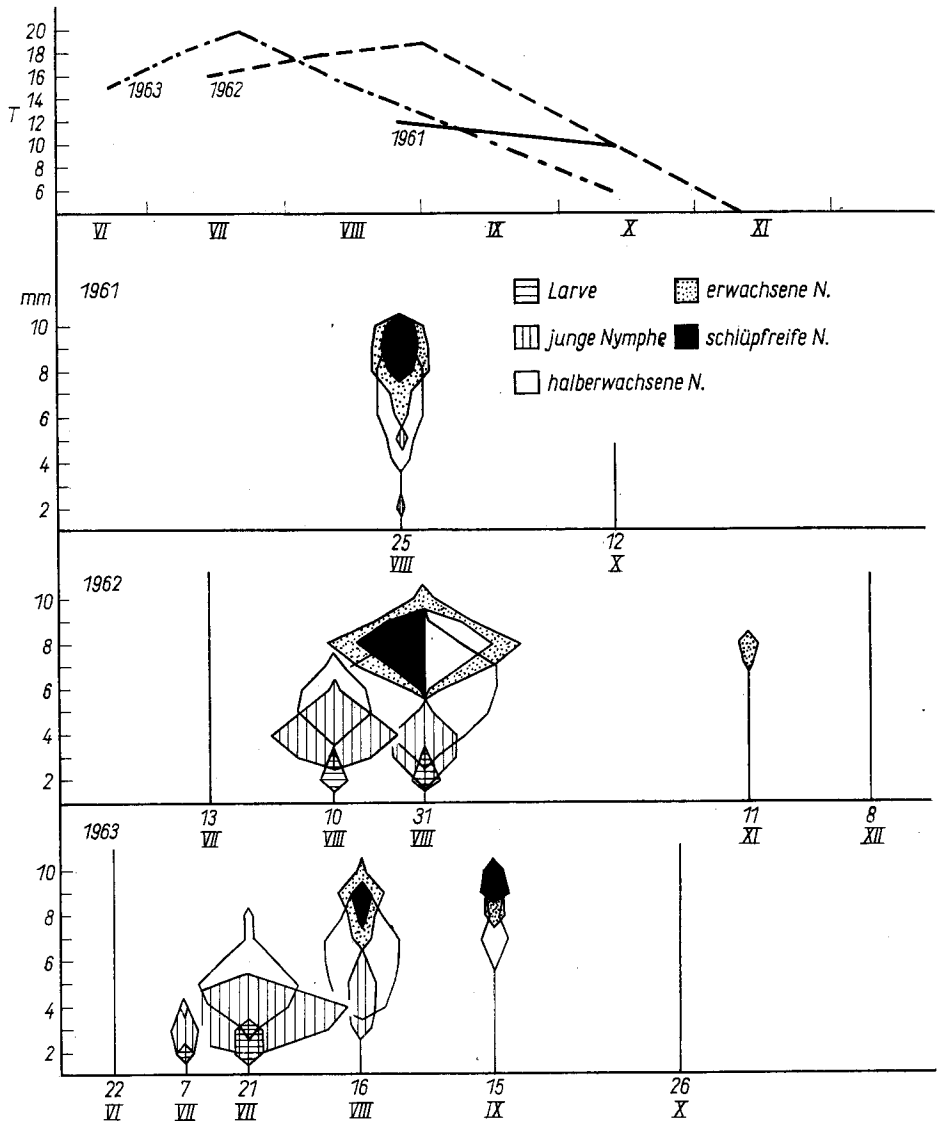 20
18
16
14
T 12
10
8
6
1963 1962
1961
VI VII VIII IX X XI
mm 1961
10
8
6
4
2
Larve erwachsene N.
junge Nymphe schlüpfreife N.
halberwachsene N.
25 12
VIII X
1962
10
8
6
4
2
13 10 31 11 8
VII VIII VIII XI XII
1963
10
8
6
4
2
22 7 21 16 15 26
VI VII VII VIII IX X